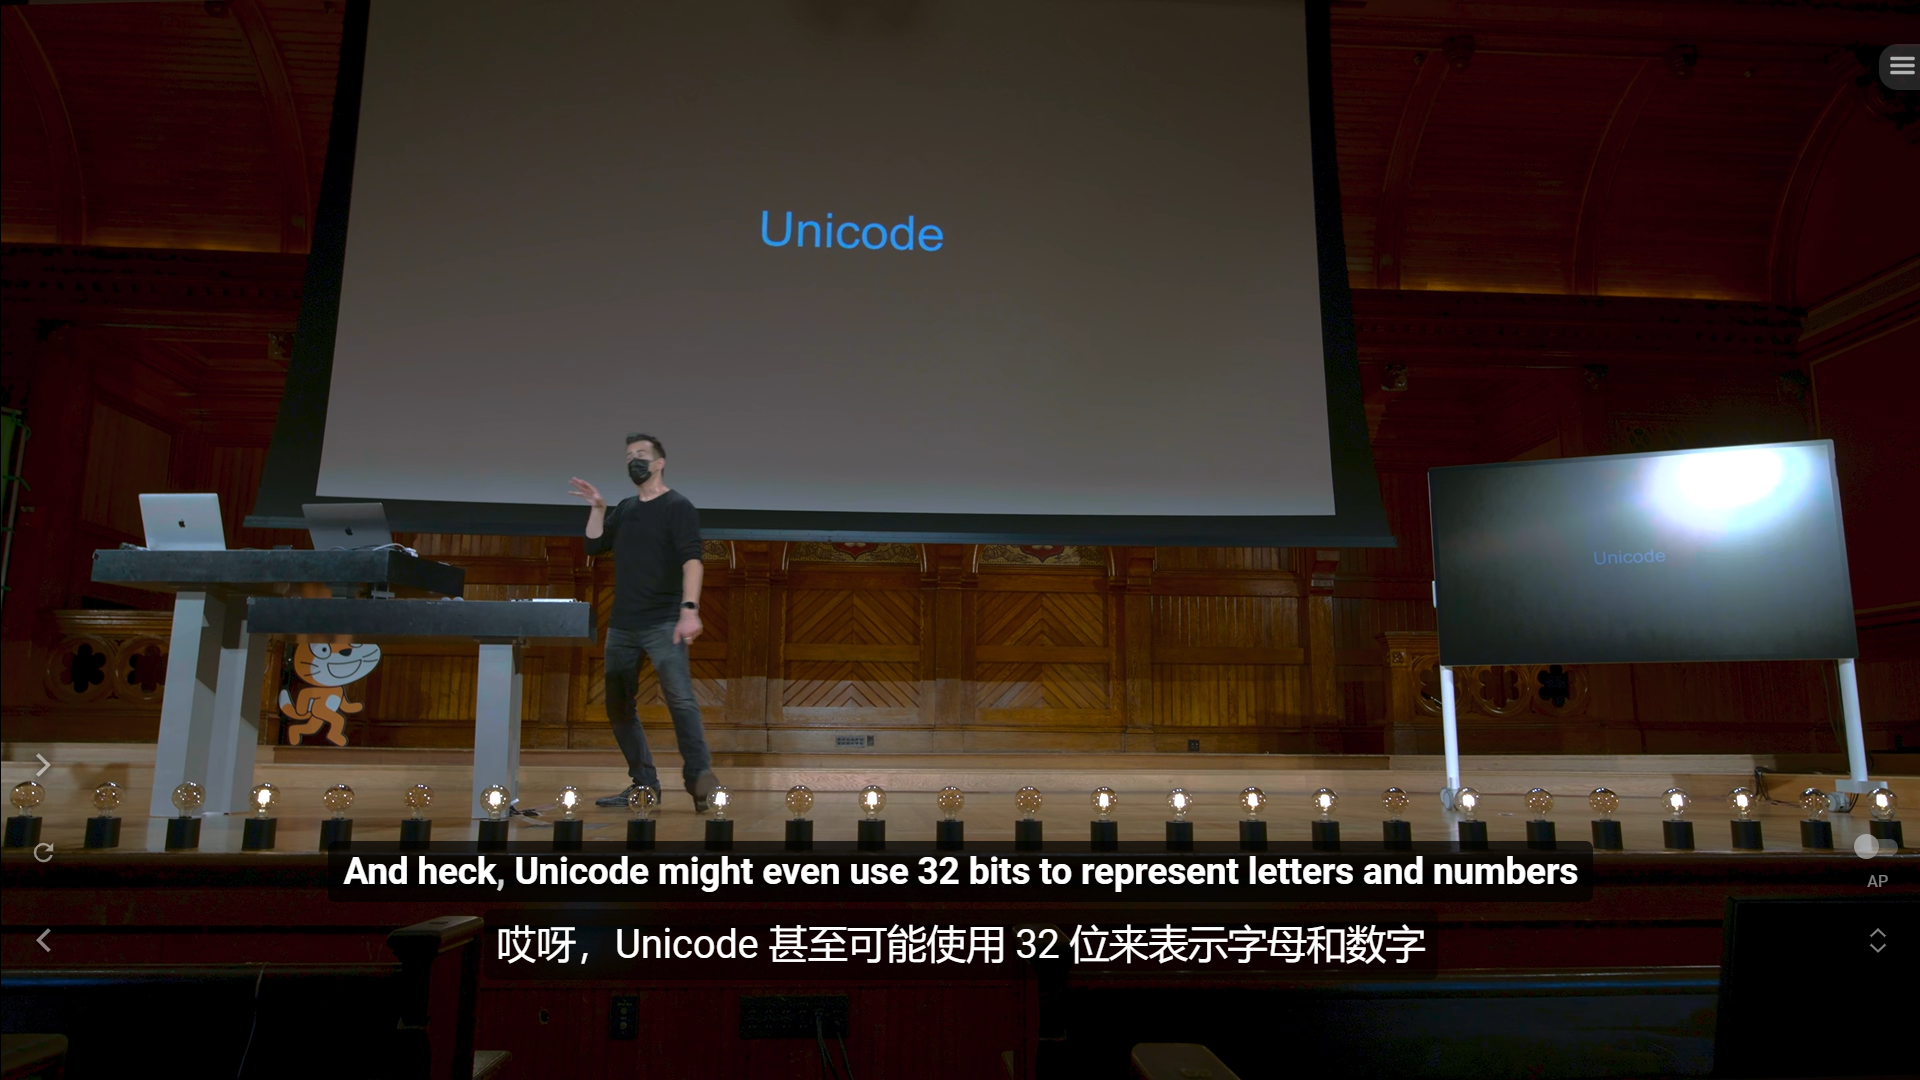 Unicode
Unicode
AP
And heck, Unicode might even use 32 bits to represent letters and numbers
哎呀，Unicode 甚至可能使用 32 位来表示字母和数字